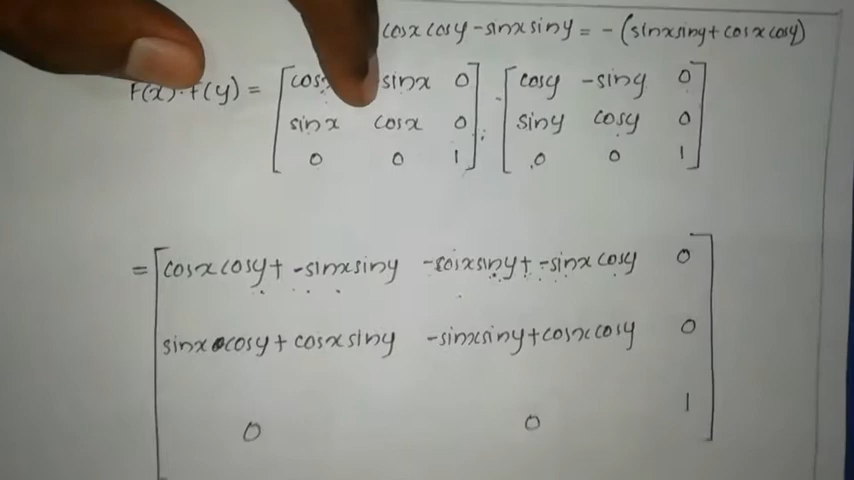 cosx cosy - sinx siny = - (sinx siny + cosx cosy)
F(x). F(y) = [cosx sinx 0] . [cosy -siny 0]
[sinx cosx 0] [siny cosy 0]
[0 0 1] [0 0 1]
= [cosx cosy + -sinx siny -cosx siny + -sinx cosy 0]
[sinx cosy + cosx siny -sinx siny + cosx cosy 0]
[0 0 1]